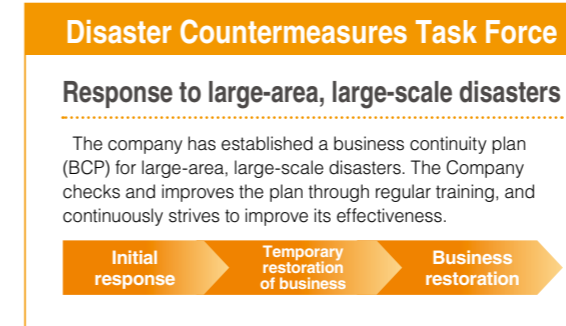 Disaster Countermeasures Task Force
Response to large-area, large-scale disasters
The company has established a business continuity plan
(BCP) for large-area, large-scale disasters. The Company
checks and improves the plan through regular training, and
continuously strives to improve its effectiveness.
Initial
response
Temporary
restoration
of business
Business
restoration